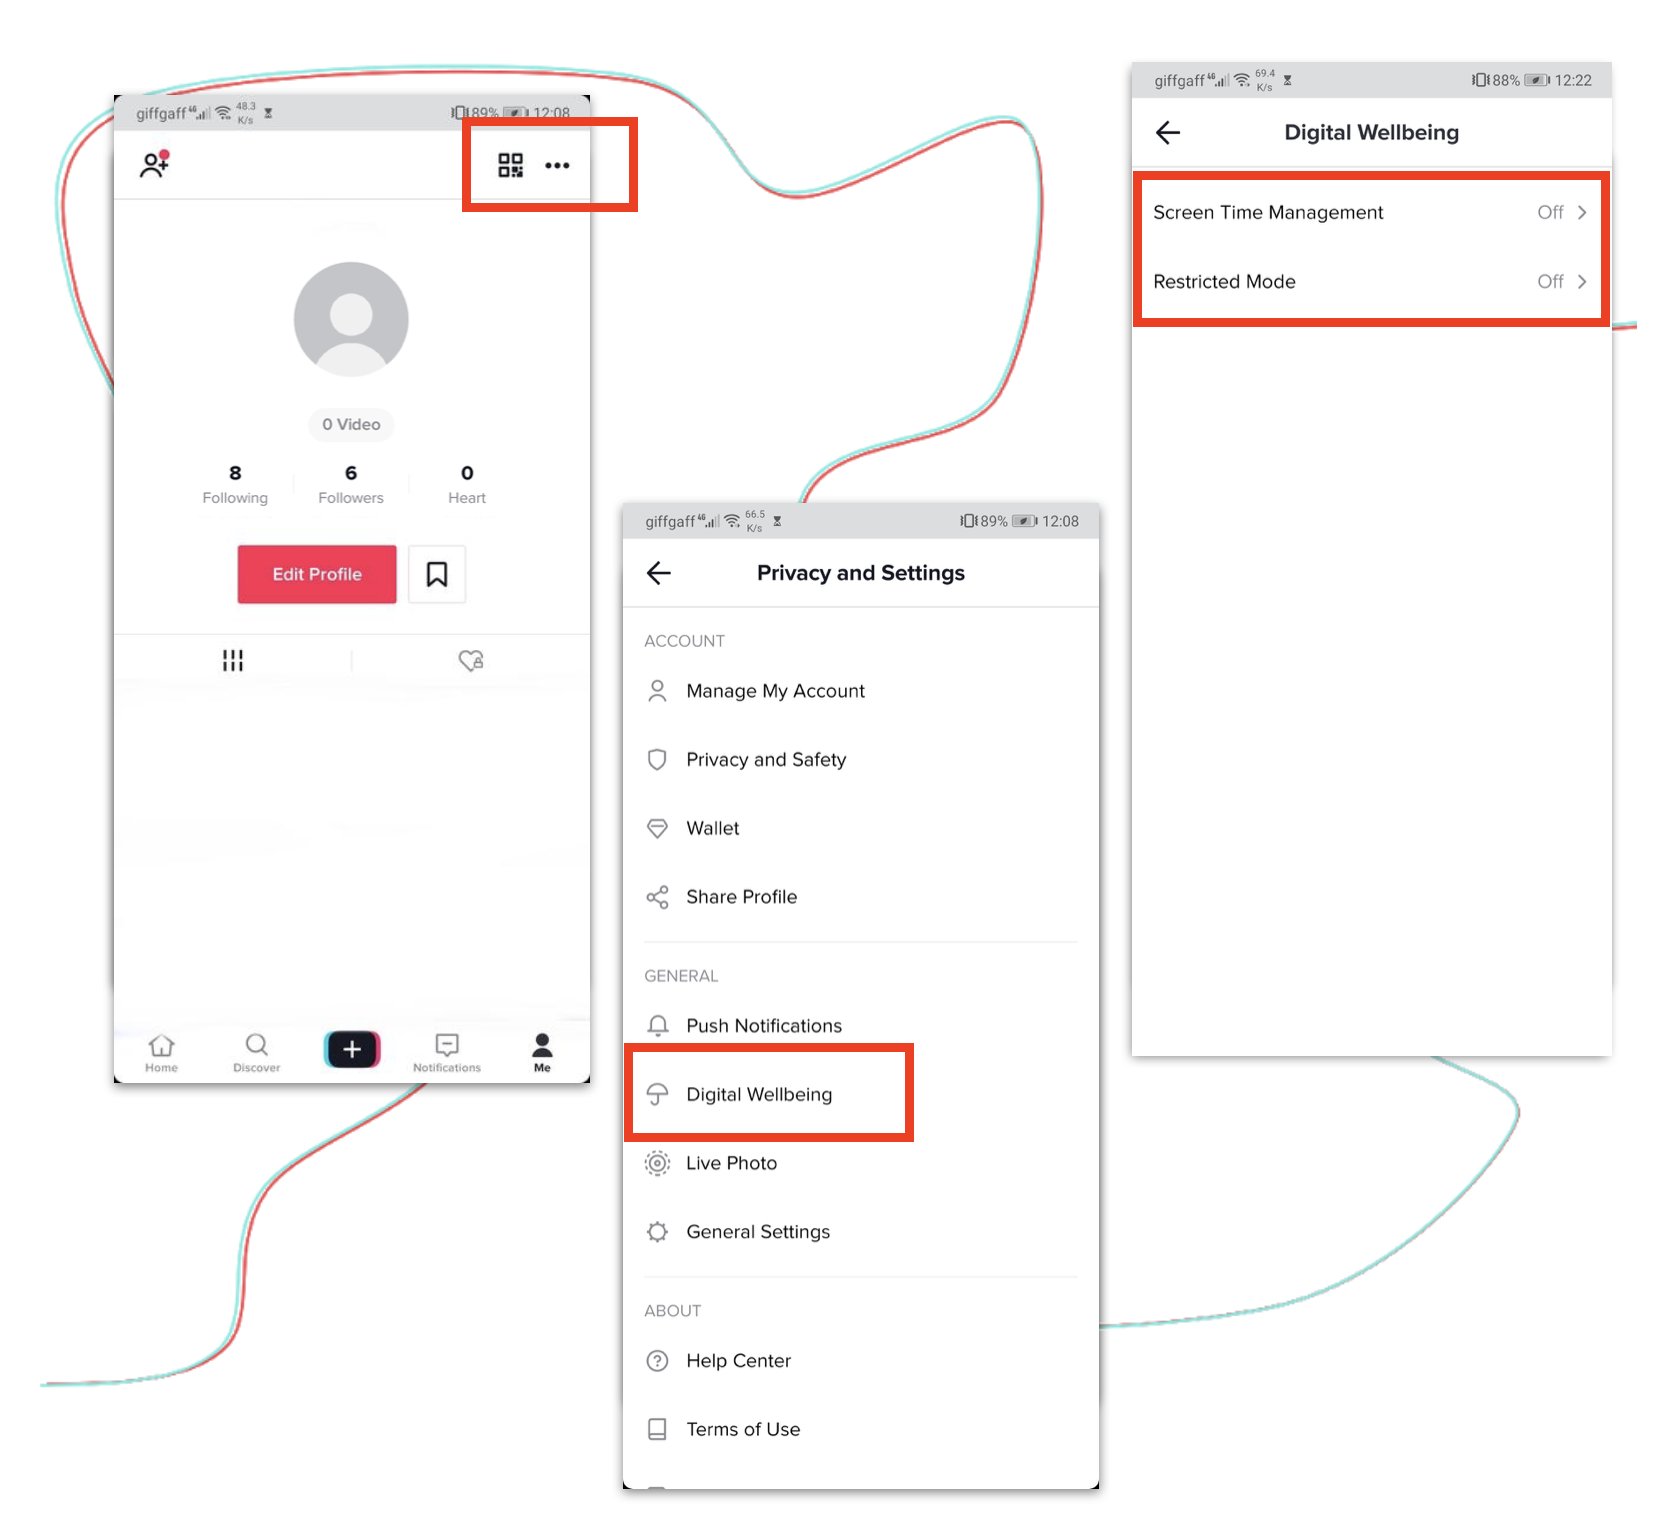 giffgaff 4G 48.3 K/s 89% 12:08
0 Video
8 6 0
Following Followers Heart
Edit Profile
Home Discover Notifications Me
giffgaff 4G 66.5 K/s 89% 12:08
Privacy and Settings
ACCOUNT
Manage My Account
Privacy and Safety
Wallet
Share Profile
GENERAL
Push Notifications
Digital Wellbeing
Live Photo
General Settings
ABOUT
Help Center
Terms of Use
giffgaff 4G 69.4 K/s 88% 12:22
Digital Wellbeing
Screen Time Management Off
Restricted Mode Off